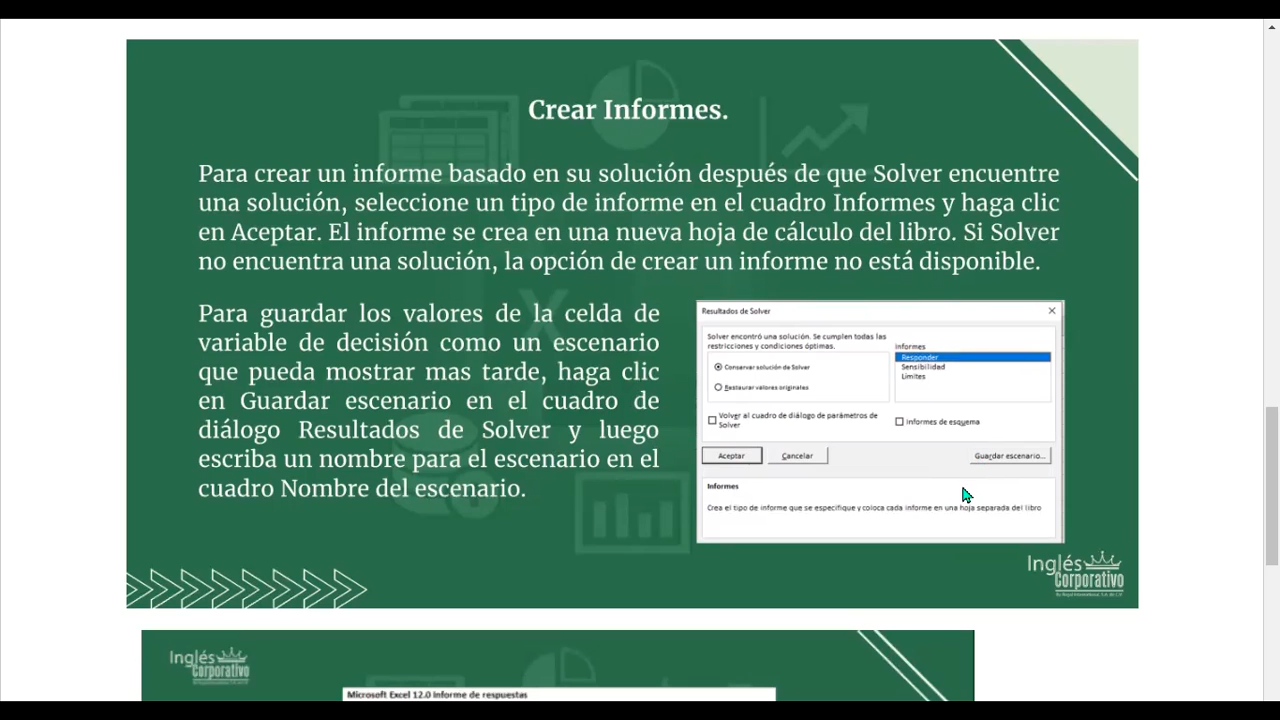 Crear Informes.
Para crear un informe basado en su solución después de que Solver encuentre
una solución, seleccione un tipo de informe en el cuadro Informes y haga clic
en Aceptar. El informe se crea en una nueva hoja de cálculo del libro. Si Solver
no encuentra una solución, la opción de crear un informe no está disponible.
Para guardar los valores de la celda de
variable de decisión como un escenario
que pueda mostrar mas tarde, haga clic
en Guardar escenario en el cuadro de
diálogo Resultados de Solver y luego
escriba un nombre para el escenario en el
cuadro Nombre del escenario.
Resultados de Solver
Solver encontró una solución. Se cumplen todas las
restricciones y condiciones óptimas.
Conservar solución de Solver
Restaurar valores originales
Volver al cuadro de diálogo de parámetros de
Solver
Informes
Responder
Sensibilidad
Límites
Informes de esquema
Aceptar
Cancelar
Guardar escenario...
Informes
Crea el tipo de informe que se especifique y coloca cada informe en una hoja separada del libro
Inglés
Corporativo
Inglés
Corporativo
Microsoft Excel 12.0 Informe de respuestas